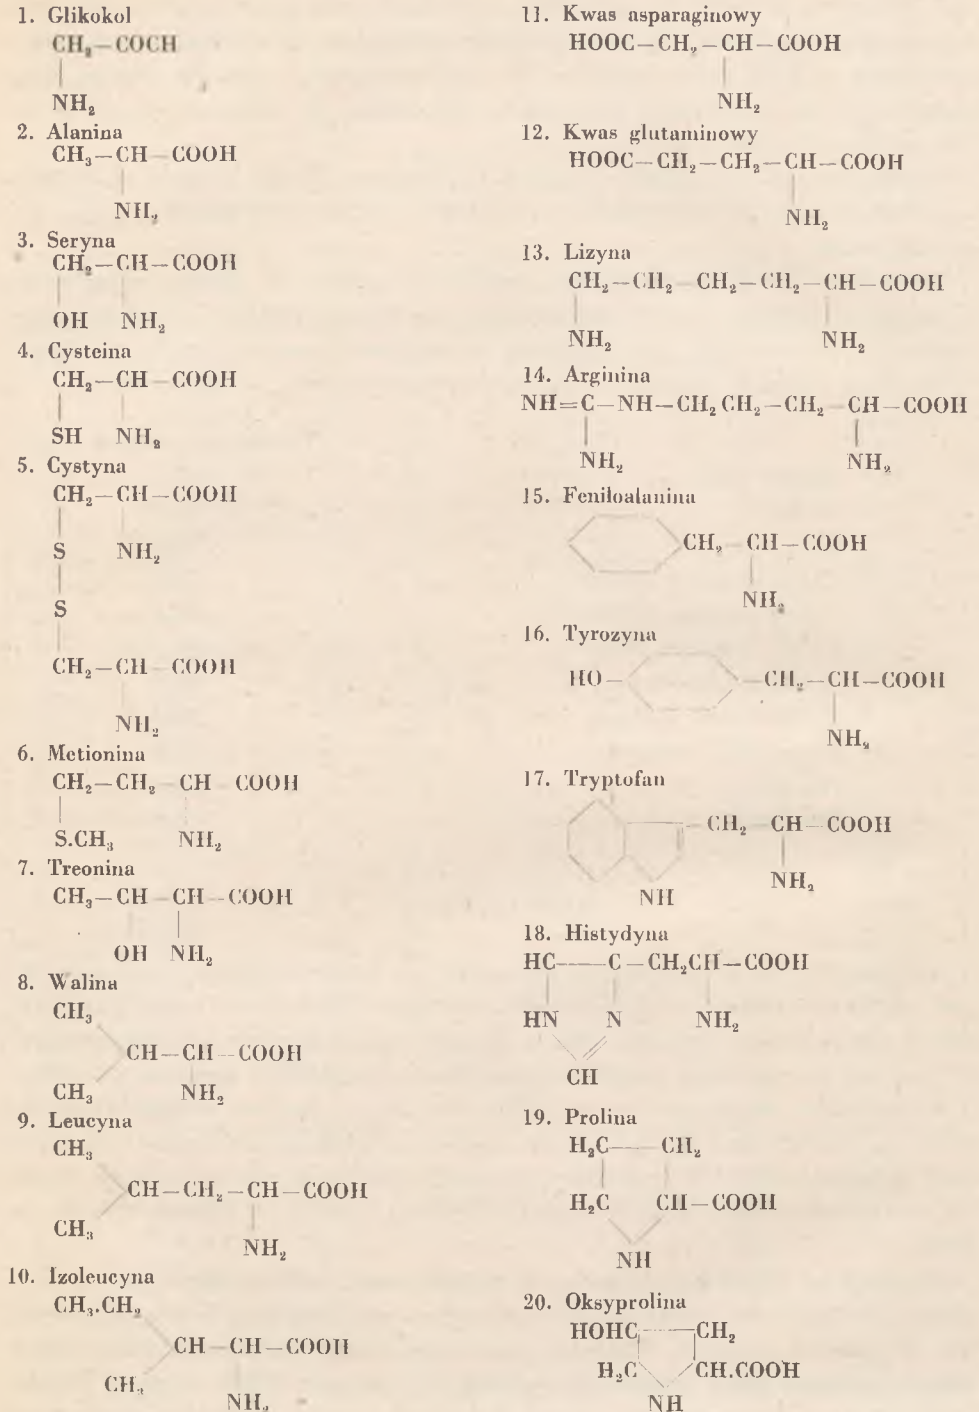 1. Glikokol
CH₂—COCH
NH₂
2. Alanina
CH₃—CH—COOH
NH₂
3. Seryna
CH₂—CH—COOH
OH NH₂
4. Cysteina
CH₂—CH—COOH
SH NH₂
5. Cystyna
CH₂—CH—COOH
S NH₂
S
CH₂—CH COOH
NH₂
6. Metionina
CH₂—CH₂ CH COOH
S.CH₃ NH₂
7. Treonina
CH₃—CH—CH—COOH
OH NH₂
8. Walina
CH₃
CH—CH—COOH
CH₃ NH₂
9. Leucyna
CH₃
CH—CH₂—CH—COOH
CH₃
NH₂
10. Izoleucyna
CH₃.CH₂
CH—CH—COOH
CH₃
NH₂
11. Kwas asparaginowy
HOOC—CH₂—CH—COOH
NH₂
12. Kwas glutaminowy
HOOC—CH₂—CH₂—CH—COOH
NH₂
13. Lizyna
CH₂—CH₂ CH₂—CH₂—CH—COOH
NH₂ NH₂
14. Arginina
NH=C—NH—CH₂ CH₂—CH₂ CH—COOH
NH₂ NH₂
15. Feniloalanina
CH₂—CH—COOH
NH₂
16. Tyrozyna
HO— —CH₂—CH—COOH
NH₂
17. Tryptofan
—CH₂ CH—COOH
NH₂
NH
18. Histydyna
HC——C—CH₂CH—COOH
HN N NH₂
CH
19. Prolina
H₂C——CH₂
H₂C CH—COOH
NH
20. Oksyprolina
HOHC——CH₂
H₂C CH.COOH
NH